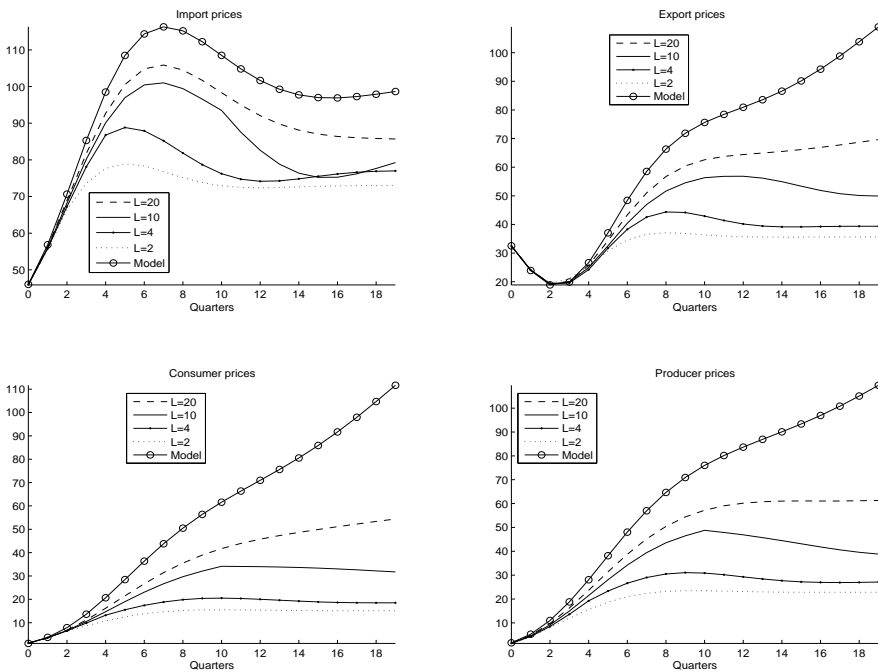 Import prices
110
100
90
80
70
60
50
0 2 4 6 8 10 12 14 16 18
Quarters
L=20
L=10
L=4
L=2
Model
Export prices
100
90
80
70
60
50
40
30
20
0 2 4 6 8 10 12 14 16 18
Quarters
L=20
L=10
L=4
L=2
Model
Consumer prices
110
100
90
80
70
60
50
40
30
20
10
0 2 4 6 8 10 12 14 16 18
Quarters
L=20
L=10
L=4
L=2
Model
Producer prices
100
90
80
70
60
50
40
30
20
10
0 2 4 6 8 10 12 14 16 18
Quarters
L=20
L=10
L=4
L=2
Model